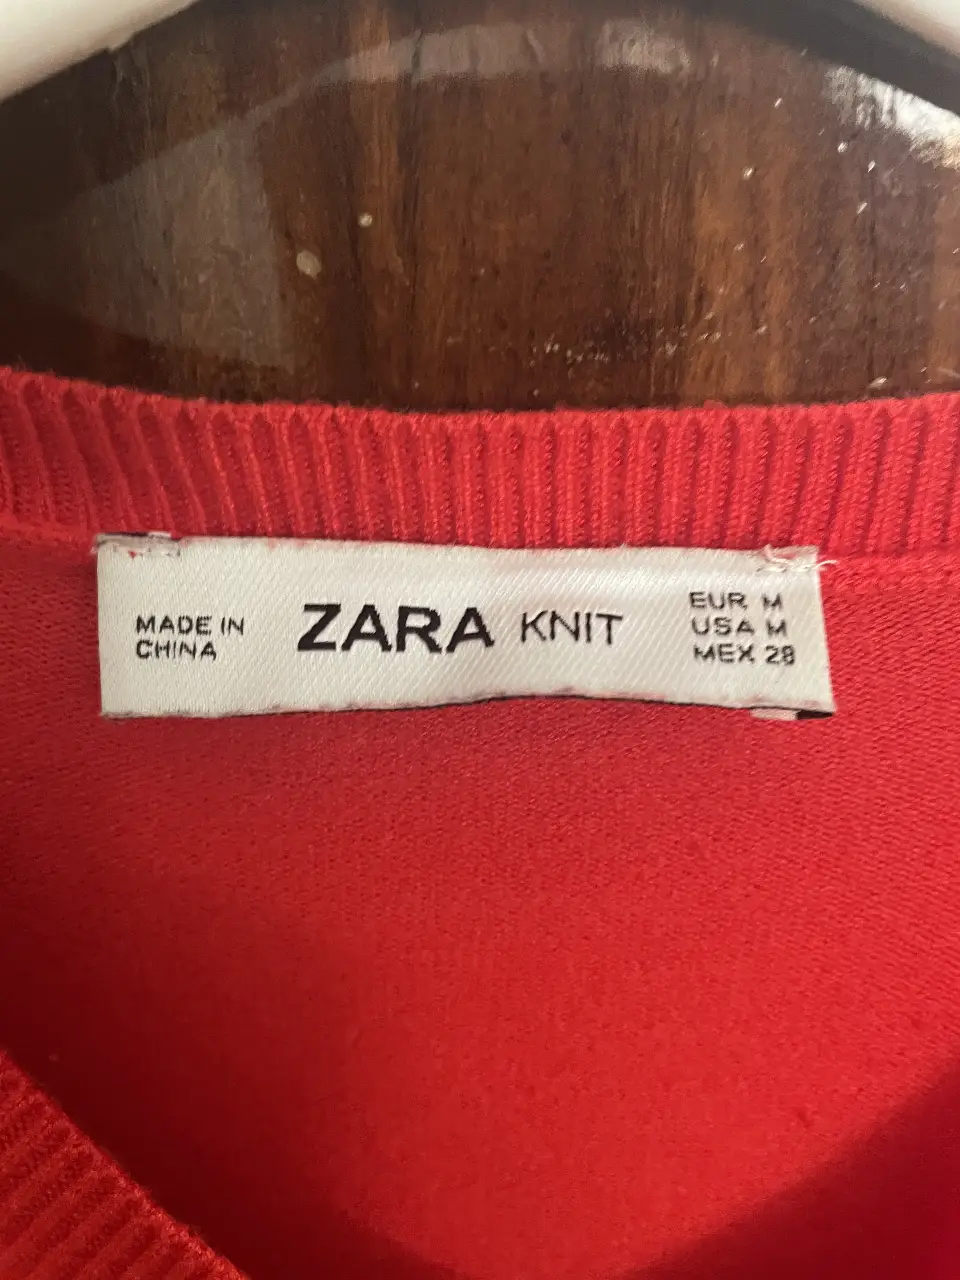 MADE IN
CHINA
ZARA KNIT
EUR M
USA M
MEX 28